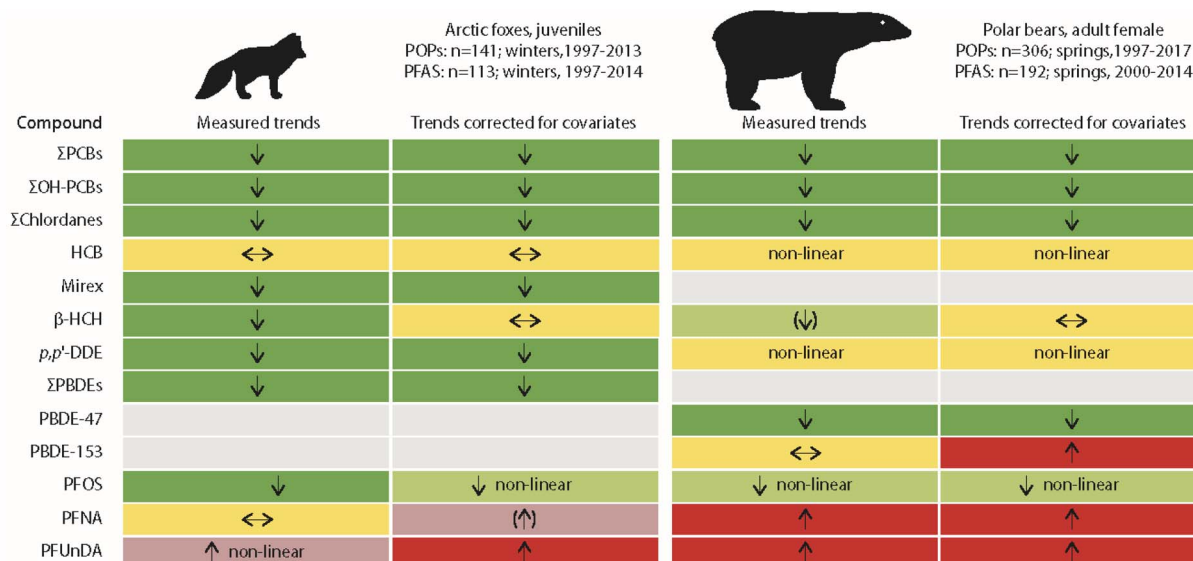 Arctic foxes, juveniles
POPs: n=141; winters,1997-2013
PFAS: n=113; winters, 1997-2014
Polar bears, adult female
POPs: n=306; springs,1997-2017
PFAS: n=192; springs, 2000-2014
Compound Measured trends Trends corrected for covariates Measured trends Trends corrected for covariates
ΣPCBs ↓ ↓ ↓ ↓
ΣOH-PCBs ↓ ↓ ↓ ↓
ΣChlordanes ↓ ↓ ↓ ↓
HCB ↔ ↔ non-linear non-linear
Mirex ↓ ↓
β-HCH ↓ ↔ (↓) ↔
p,p'-DDE ↓ ↓ non-linear non-linear
ΣPBDEs ↓ ↓
PBDE-47 ↓ ↓
PBDE-153 ↔ ↑
PFOS ↓ ↓ non-linear ↓ non-linear ↓ non-linear
PFNA ↔ (↑) ↑ ↑
PFUnDA ↑ non-linear ↑ ↑ ↑